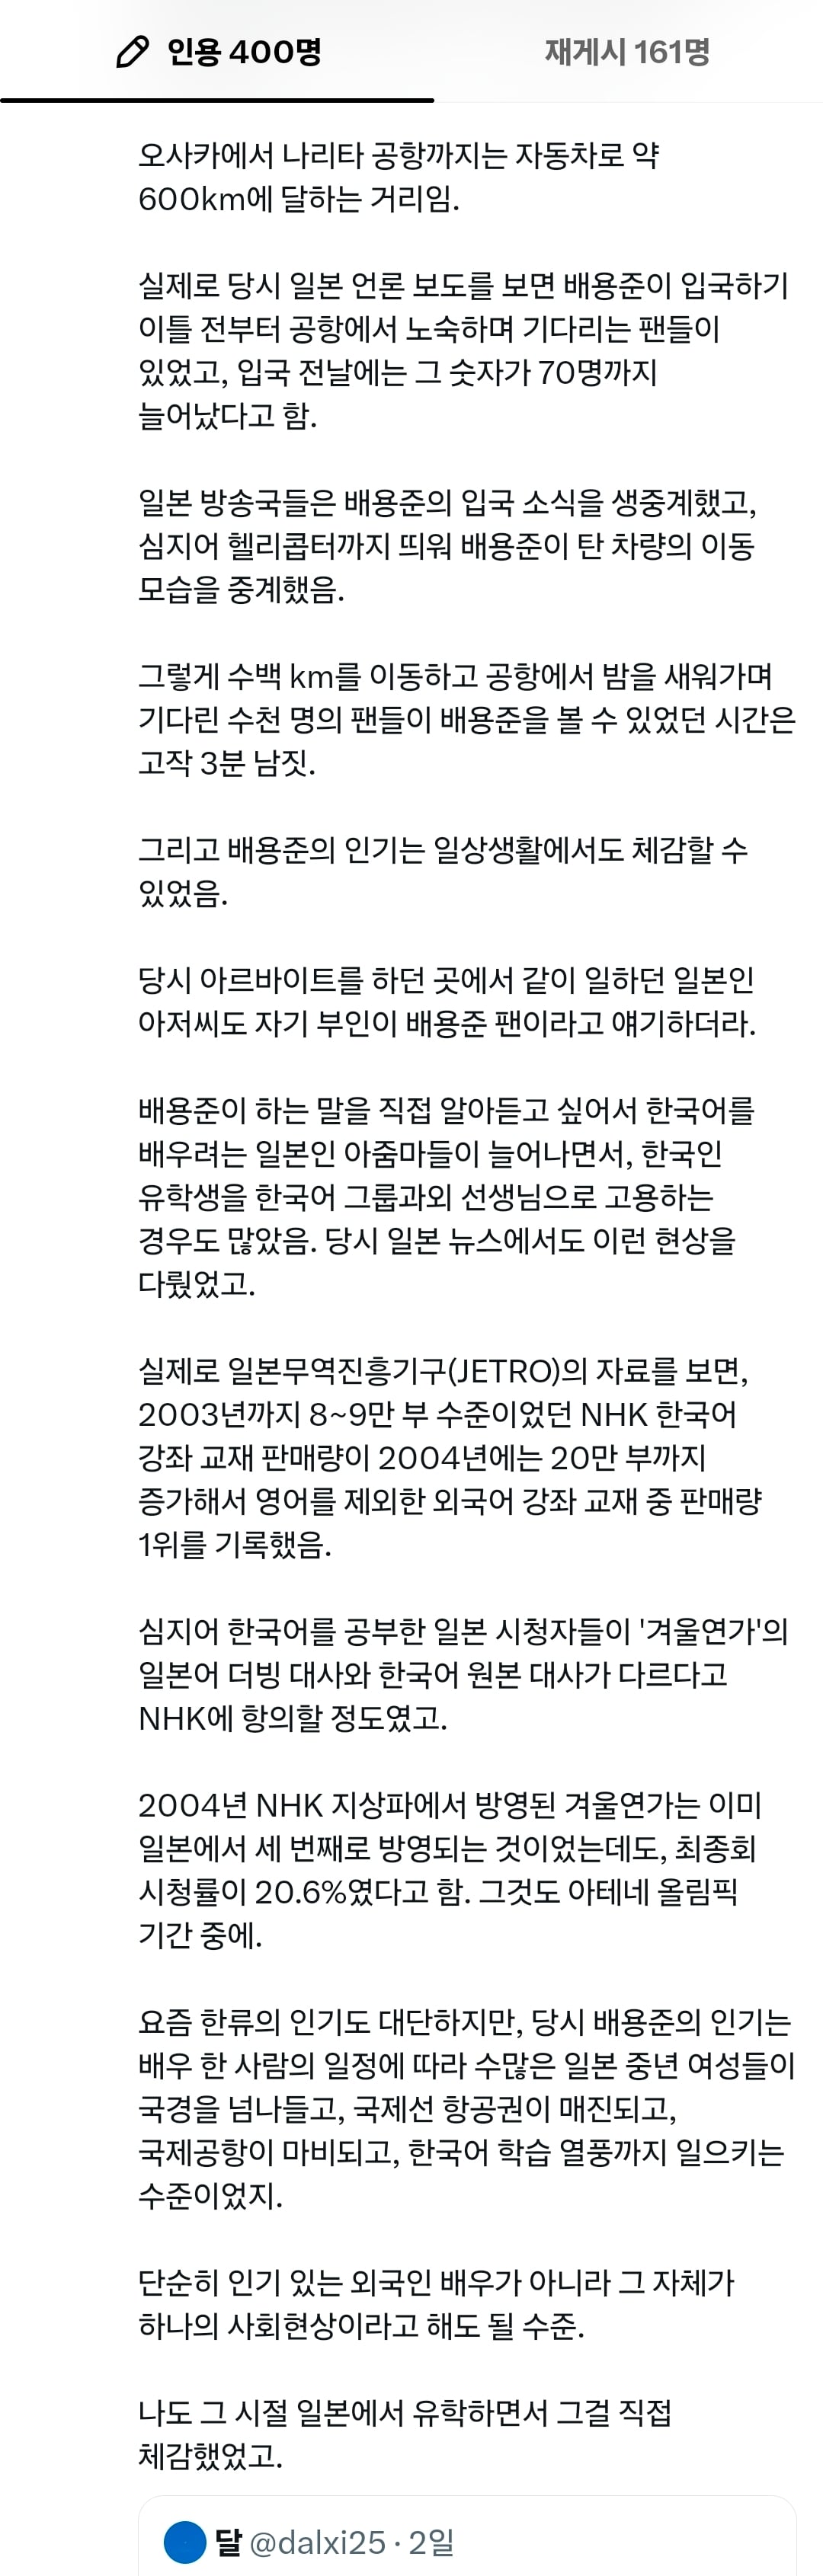 인용 400명
재게시 161명
오사카에서 나리타 공항까지는 자동차로 약
600km에 달하는 거리임.
실제로 당시 일본 언론 보도를 보면 배용준이 입국하기
이틀 전부터 공항에서 노숙하며 기다리는 팬들이
있었고, 입국 전날에는 그 숫자가 70명까지
늘어났다고 함.
일본 방송국들은 배용준의 입국 소식을 생중계했고,
심지어 헬리콥터까지 띄워 배용준이 탄 차량의 이동
모습을 중계했음.
그렇게 수백 km를 이동하고 공항에서 밤을 새워가며
기다린 수천 명의 팬들이 배용준을 볼 수 있었던 시간은
고작 3분 남짓.
그리고 배용준의 인기는 일상생활에서도 체감할 수
있었음.
당시 아르바이트를 하던 곳에서 같이 일하던 일본인
아저씨도 자기 부인이 배용준 팬이라고 얘기하더라.
배용준이 하는 말을 직접 알아듣고 싶어서 한국어를
배우려는 일본인 아줌마들이 늘어나면서, 한국인
유학생을 한국어 그룹과외 선생님으로 고용하는
경우도 많았음. 당시 일본 뉴스에서도 이런 현상을
다뤘었고.
실제로 일본무역진흥기구(JETRO)의 자료를 보면,
2003년까지 8~9만 부 수준이었던 NHK 한국어
강좌 교재 판매량이 2004년에는 20만 부까지
증가해서 영어를 제외한 외국어 강좌 교재 중 판매량
1위를 기록했음.
심지어 한국어를 공부한 일본 시청자들이 '겨울연가'의
일본어 더빙 대사와 한국어 원본 대사가 다르다고
NHK에 항의할 정도였고.
2004년 NHK 지상파에서 방영된 겨울연가는 이미
일본에서 세 번째로 방영되는 것이었는데도, 최종회
시청률이 20.6%였다고 함. 그것도 아테네 올림픽
기간 중에.
요즘 한류의 인기도 대단하지만, 당시 배용준의 인기는
배우 한 사람의 일정에 따라 수많은 일본 중년 여성들이
국경을 넘나들고, 국제선 항공권이 매진되고,
국제공항이 마비되고, 한국어 학습 열풍까지 일으키는
수준이었지.
단순히 인기 있는 외국인 배우가 아니라 그 자체가
하나의 사회현상이라고 해도 될 수준.
나도 그 시절 일본에서 유학하면서 그걸 직접
체감했었고.
달 @dalxi25 · 2일